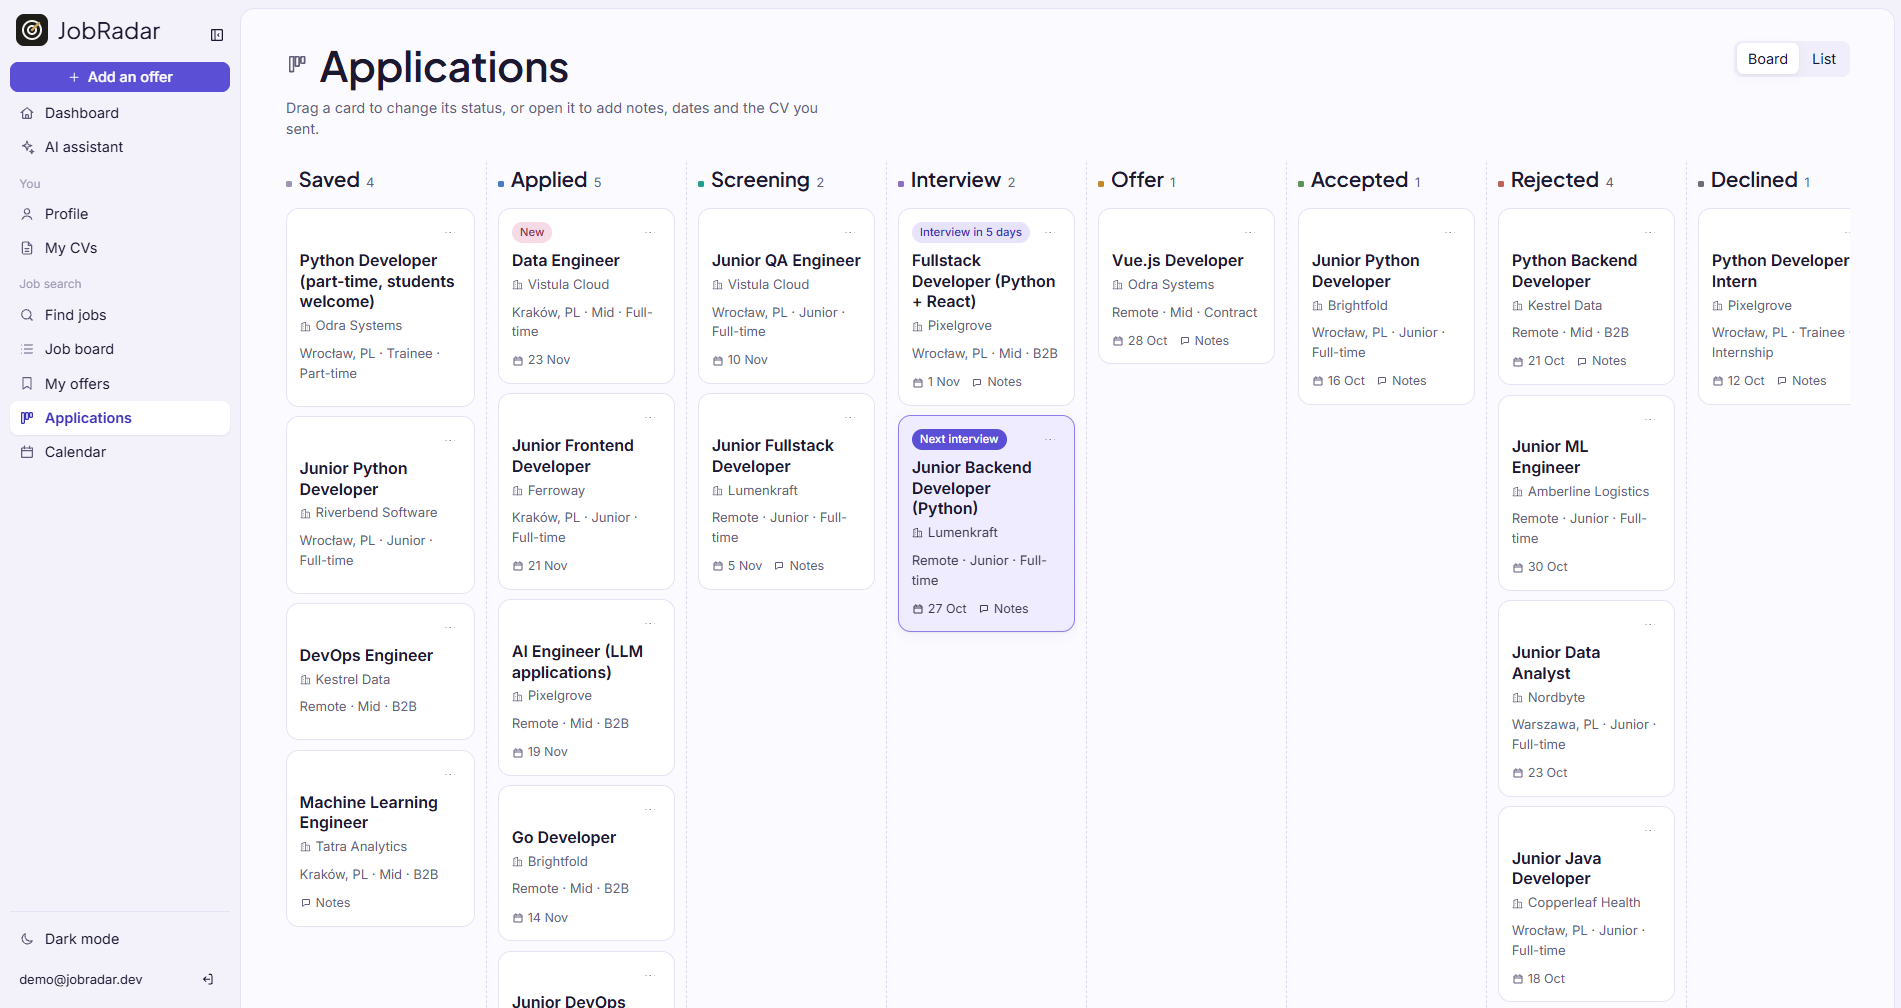 JobRadar
+ Add an offer
Dashboard
AI assistant
You
Profile
My CVs
Job search
Find jobs
Job board
My offers
Applications
Calendar
Dark mode
demo@jobradar.dev
Applications
Drag a card to change its status, or open it to add notes, dates and the CV you
sent.
Board
List
Saved 4
Python Developer
(part-time, students
welcome)
Odra Systems
Wrocław, PL · Trainee ·
Part-time
Junior Python
Developer
Riverbend Software
Wrocław, PL · Junior ·
Full-time
DevOps Engineer
Kestrel Data
Remote · Mid · B2B
Machine Learning
Engineer
Tatra Analytics
Kraków, PL · Mid · B2B
Notes
Applied 5
New
Data Engineer
Vistula Cloud
Kraków, PL · Mid · Full-
time
23 Nov
Junior Frontend
Developer
Ferroway
Kraków, PL · Junior ·
Full-time
21 Nov
AI Engineer (LLM
applications)
Pixelgrove
Remote · Mid · B2B
19 Nov
Go Developer
Brightfold
Remote · Mid · B2B
14 Nov
Junior DevOps
Screening 2
Junior QA Engineer
Vistula Cloud
Wrocław, PL · Junior ·
Full-time
10 Nov
Junior Fullstack
Developer
Lumenkraft
Remote · Junior · Full-
time
5 Nov Notes
Interview 2
Interview in 5 days
Fullstack
Developer (Python
+ React)
Pixelgrove
Wrocław, PL · Mid · B2B
1 Nov Notes
Next interview
Junior Backend
Developer
(Python)
Lumenkraft
Remote · Junior · Full-
time
27 Oct Notes
Offer 1
Vue.js Developer
Odra Systems
Remote · Mid · Contract
28 Oct Notes
Accepted 1
Junior Python
Developer
Brightfold
Wrocław, PL · Junior ·
Full-time
16 Oct Notes
Rejected 4
Python Backend
Developer
Kestrel Data
Remote · Mid · B2B
21 Oct Notes
Junior ML
Engineer
Amberline Logistics
Remote · Junior · Full-
time
30 Oct
Junior Data
Analyst
Nordbyte
Warszawa, PL · Junior ·
Full-time
23 Oct
Junior Java
Developer
Copperleaf Health
Wrocław, PL · Junior ·
Full-time
18 Oct
Declined 1
Python Developer
Intern
Pixelgrove
Wrocław, PL · Trainee ·
Internship
12 Oct Notes